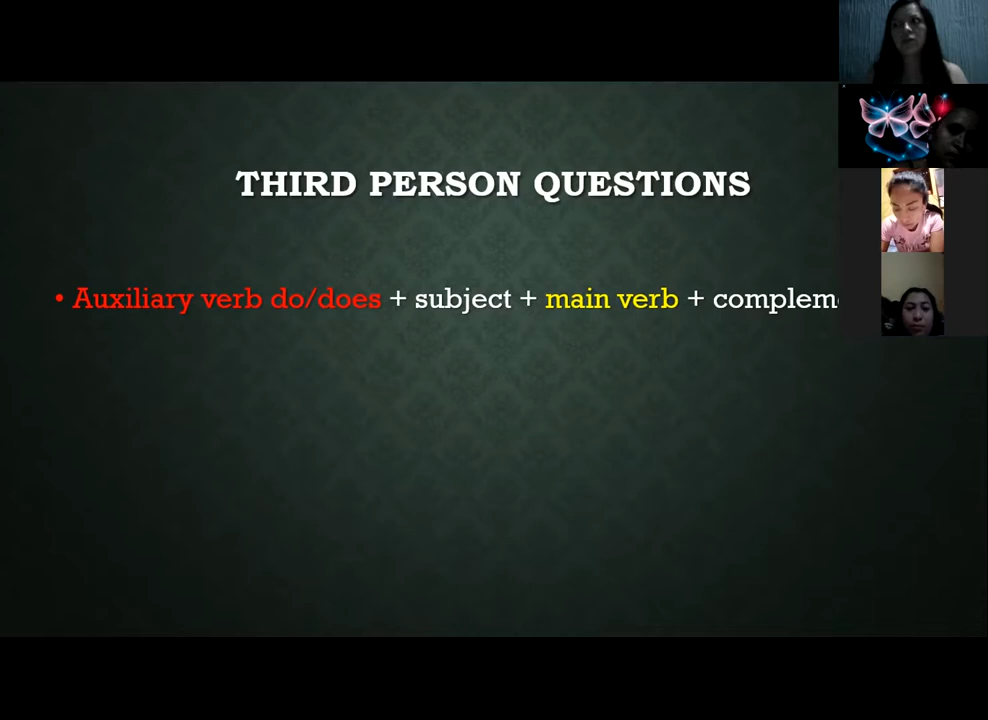 THIRD PERSON QUESTIONS
• Auxiliary verb do/does + subject + main verb + complem